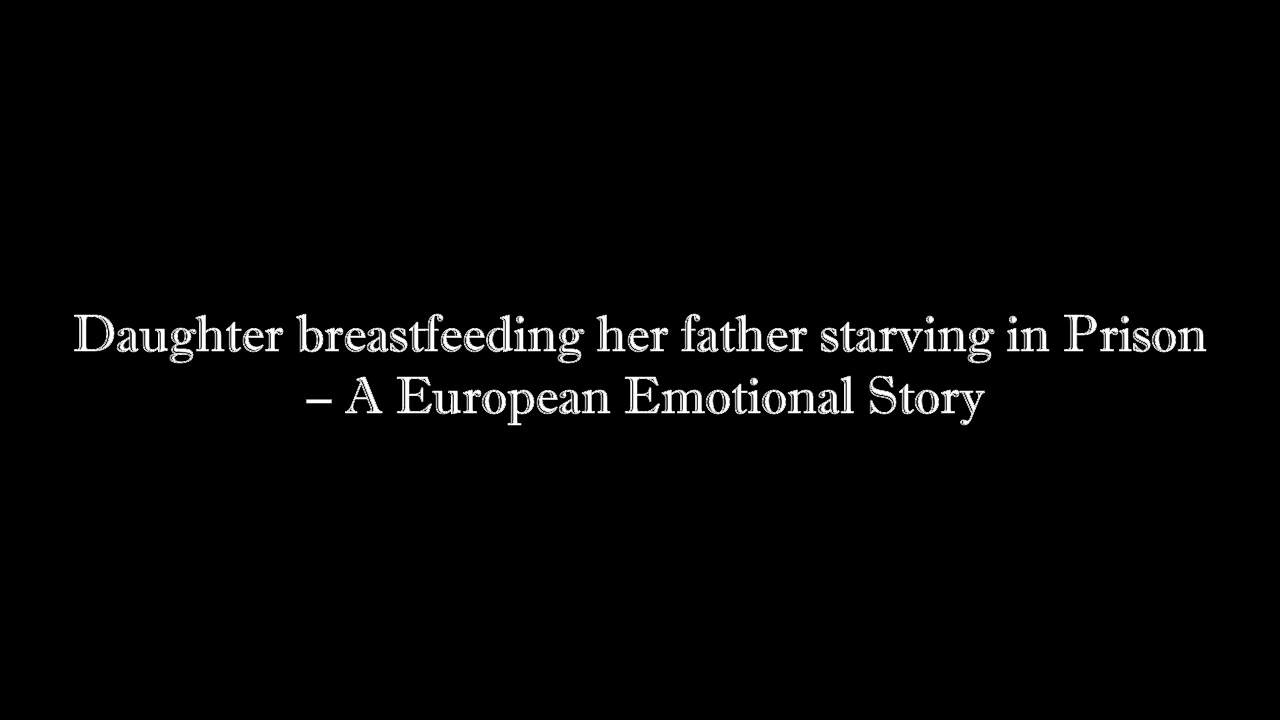 Daughter breastfeeding her father starving in Prison
– A European Emotional Story